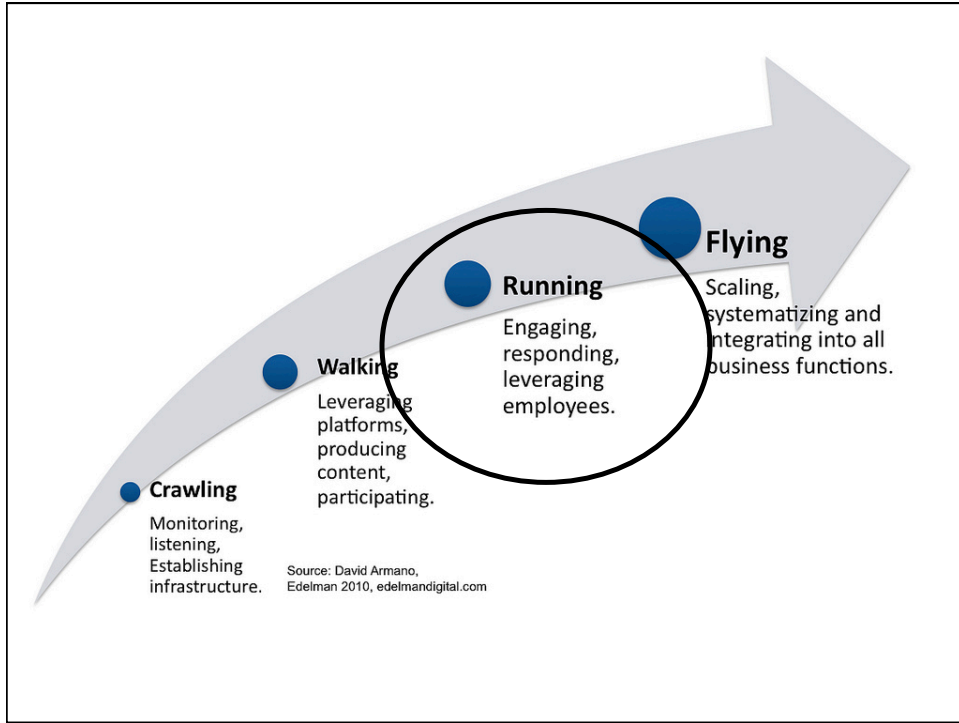 Flying
Scaling,
systematizing and
integrating into all
business functions.
Running
Engaging,
responding,
leveraging
employees.
Walking
Leveraging
platforms,
producing
content,
participating.
Crawling
Monitoring,
listening,
Establishing
infrastructure.
Source: David Armano,
Edelman 2010, edelmandigital.com